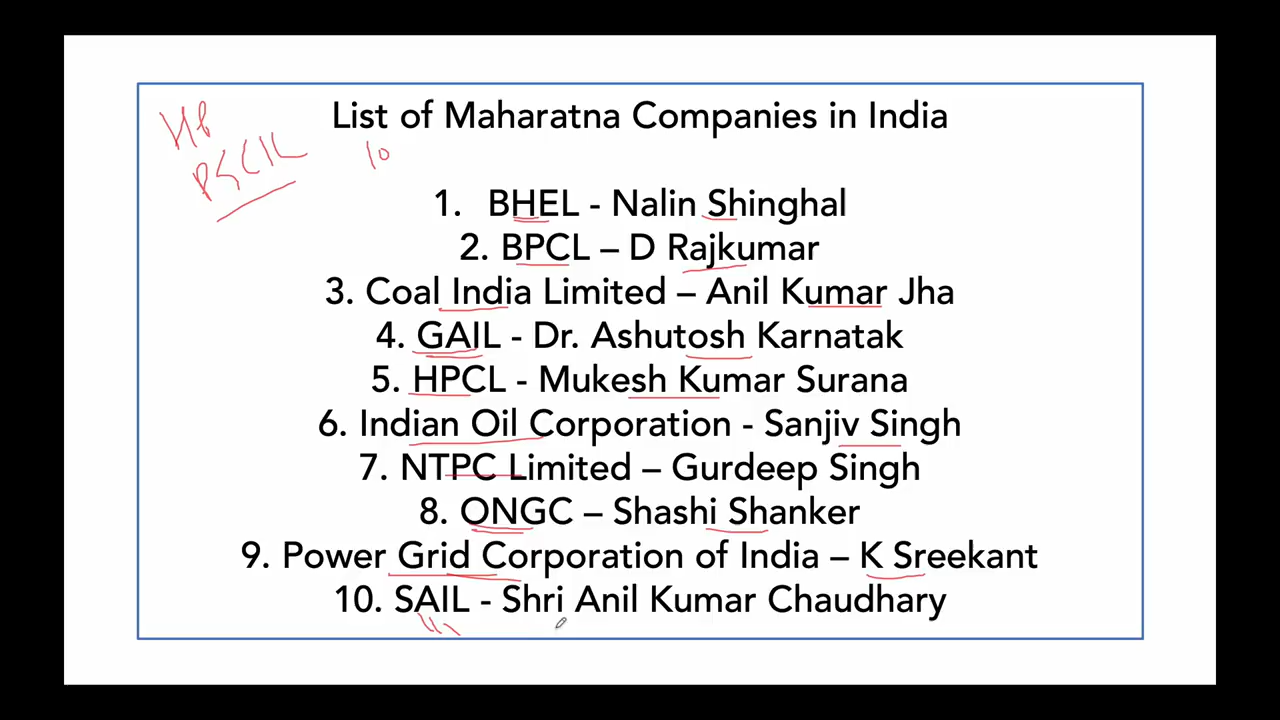 List of Maharatna Companies in India
10
1. BHEL - Nalin Shinghal
2. BPCL – D Rajkumar
3. Coal India Limited – Anil Kumar Jha
4. GAIL - Dr. Ashutosh Karnatak
5. HPCL - Mukesh Kumar Surana
6. Indian Oil Corporation - Sanjiv Singh
7. NTPC Limited – Gurdeep Singh
8. ONGC – Shashi Shanker
9. Power Grid Corporation of India – K Sreekant
10. SAIL - Shri Anil Kumar Chaudhary